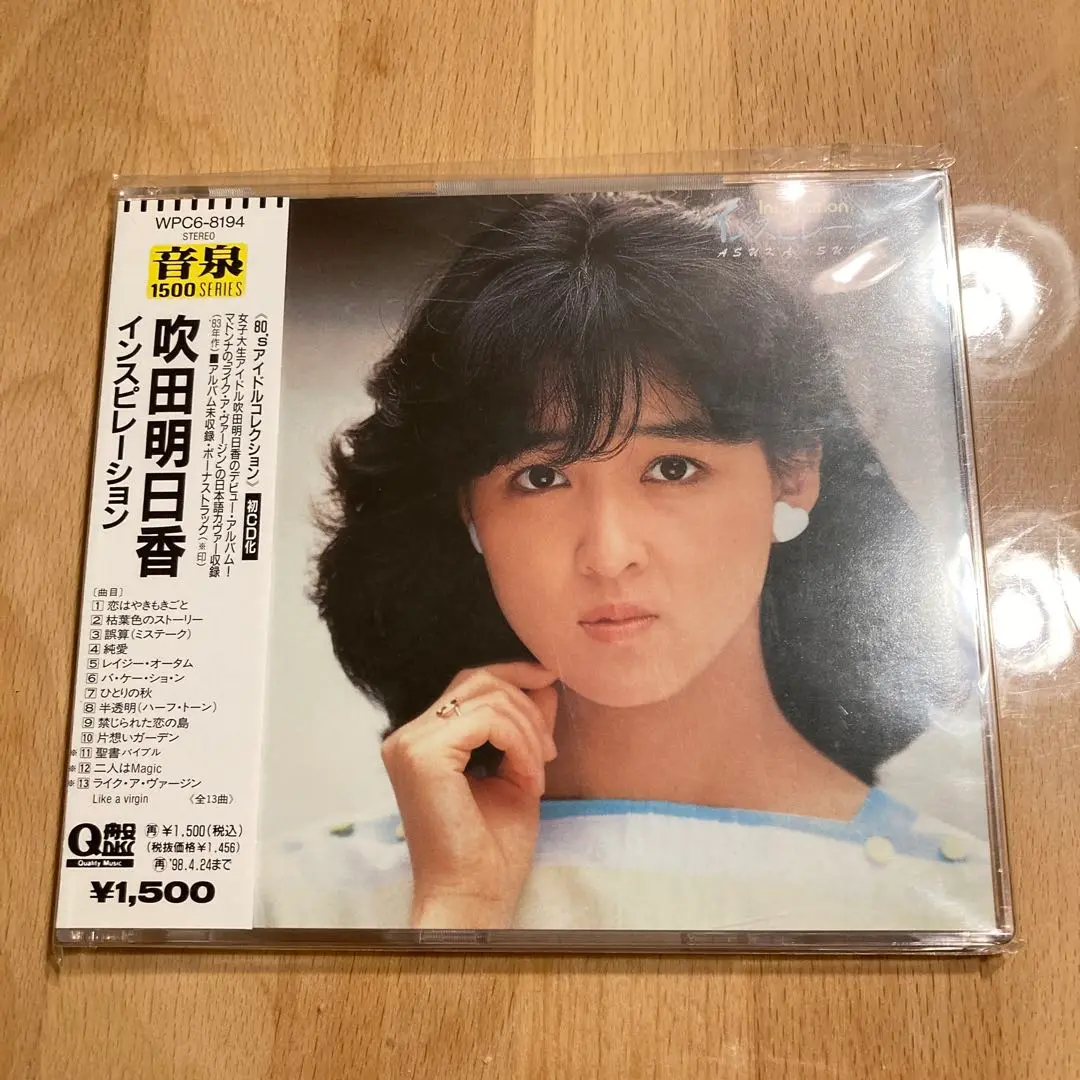 WPC6-8194
STEREO
音泉
1500 SERIES
吹田明日香
インスピレーション
《80'sアイドルコレクション》 初CD化
女子大生アイドル吹田明日香のデビュー・アルバム!
マドンナの“ライク・ア・ヴァージン”の日本語カヴァー収録
('83年作)■アルバム未収録・ボーナストラック(※印)
〔曲目〕
1 恋はやきもきごと
2 枯葉色のストーリー
3 誤算(ミステーク)
4 純愛
5 レイジー・オータム
6 バ・ケー・ショ・ン
7 ひとりの秋
8 半透明(ハーフ・トーン)
9 禁じられた恋の島
10 片想いガーデン
※11 聖書バイブル
※12 二人はMagic
※13 ライク・ア・ヴァージン
Like a virgin 《全13曲》
Q盤
Quality Music
再¥1,500(税込)
(税抜価格¥1,456)
再'98.4.24まで
¥1,500
Inspiration
ASUKA SUITA